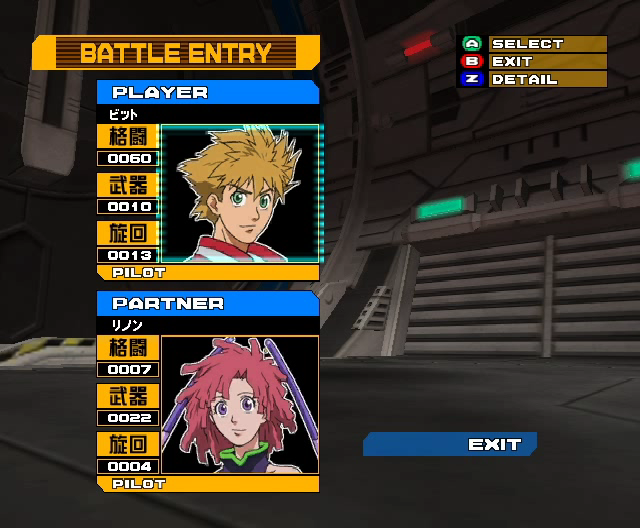 BATTLE ENTRY
A SELECT
B EXIT
Z DETAIL
PLAYER
ビット
格闘
0060
武器
0010
旋回
0013
PILOT
PARTNER
リノン
格闘
0007
武器
0022
旋回
0004
PILOT
EXIT